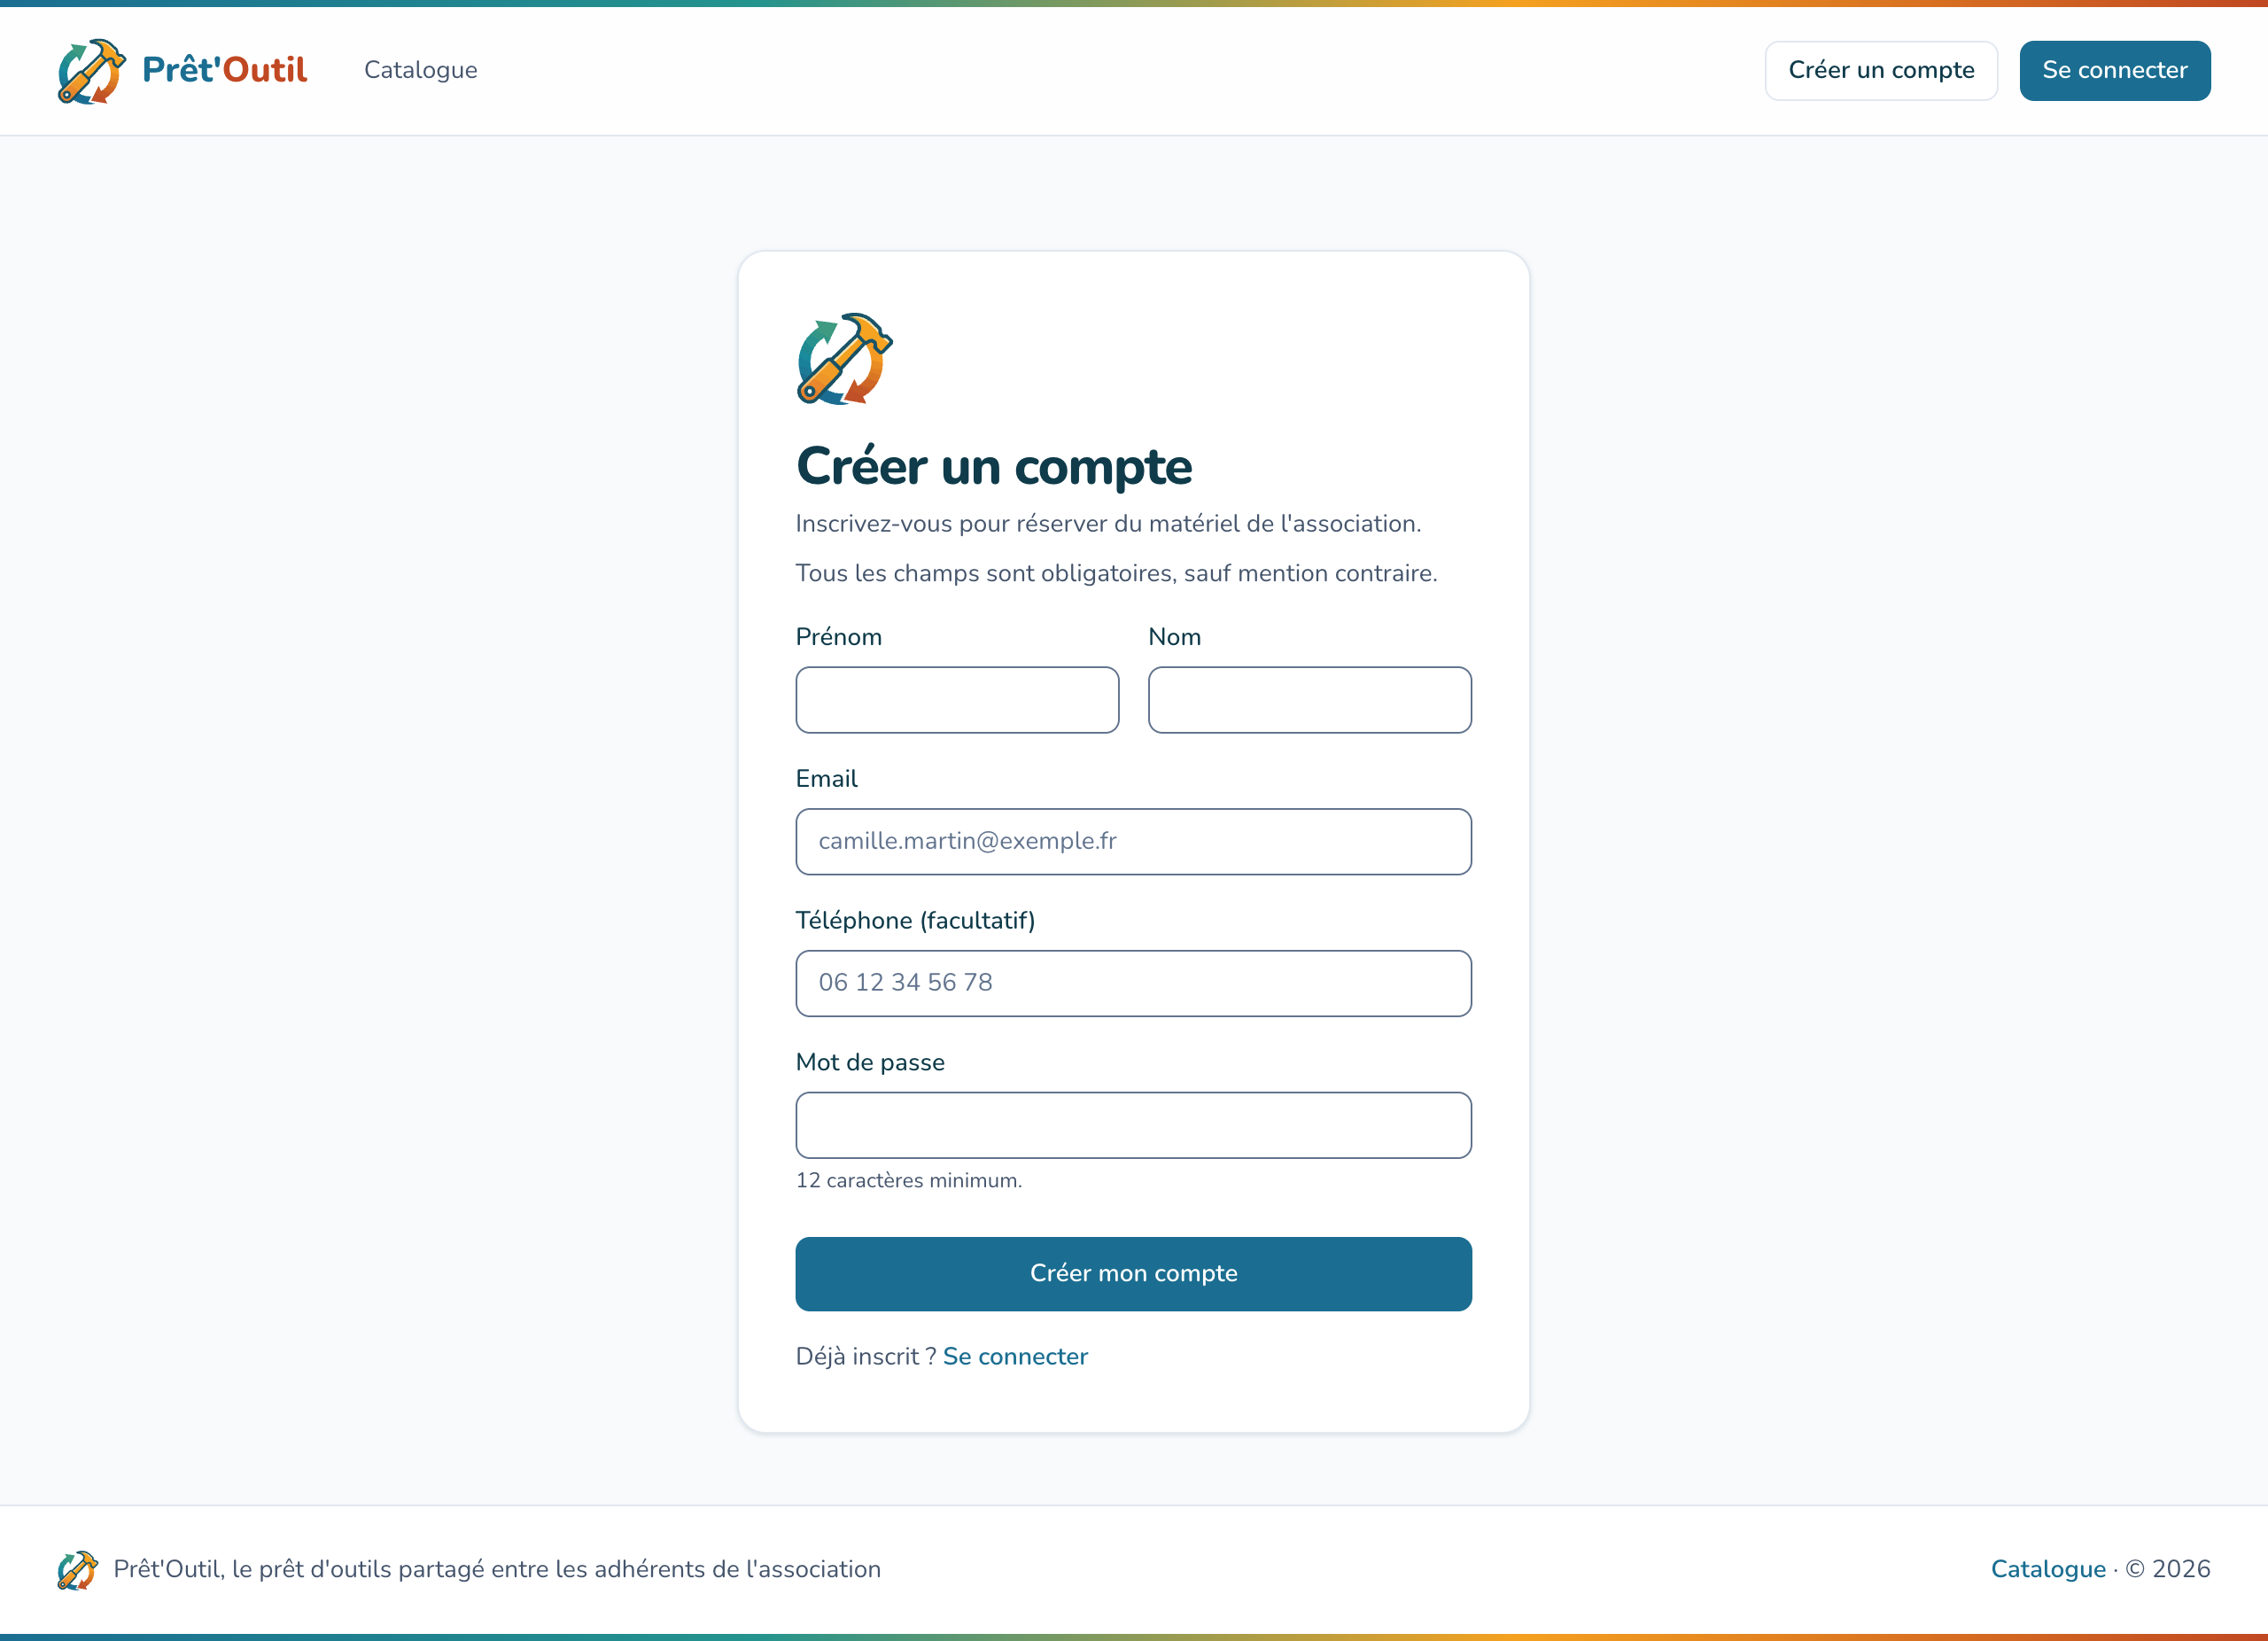 Prêt'Outil
Catalogue
Créer un compte
Se connecter
Créer un compte
Inscrivez-vous pour réserver du matériel de l'association.
Tous les champs sont obligatoires, sauf mention contraire.
Prénom
Nom
Email
camille.martin@exemple.fr
Téléphone (facultatif)
06 12 34 56 78
Mot de passe
12 caractères minimum.
Créer mon compte
Déjà inscrit ? Se connecter
Prêt'Outil, le prêt d'outils partagé entre les adhérents de l'association
Catalogue · © 2026